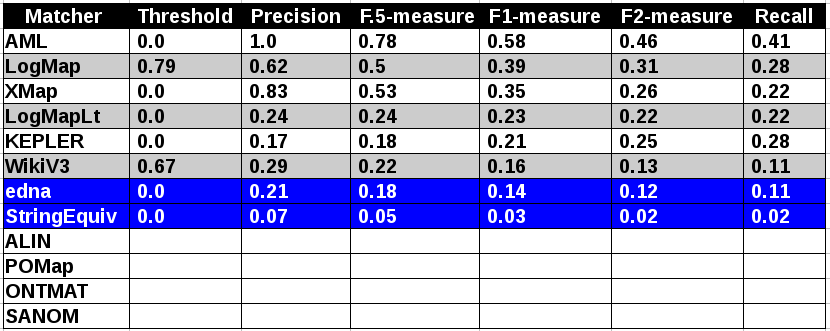 Matcher Threshold Precision F.5-measure F1-measure F2-measure Recall
AML 0.0 1.0 0.78 0.58 0.46 0.41
LogMap 0.79 0.62 0.5 0.39 0.31 0.28
XMap 0.0 0.83 0.53 0.35 0.26 0.22
LogMapLt 0.0 0.24 0.24 0.23 0.22 0.22
KEPLER 0.0 0.17 0.18 0.21 0.25 0.28
WikiV3 0.67 0.29 0.22 0.16 0.13 0.11
edna 0.0 0.21 0.18 0.14 0.12 0.11
StringEquiv 0.0 0.07 0.05 0.03 0.02 0.02
ALIN
POMap
ONTMAT
SANOM